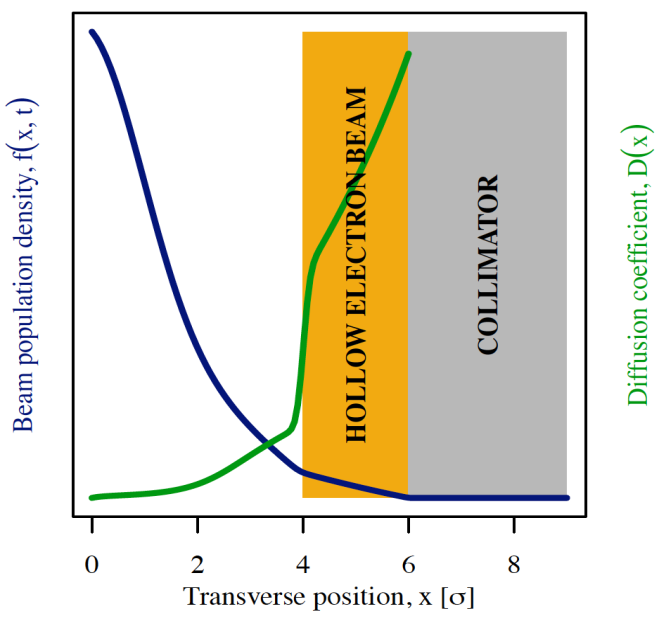 Beam population density, f(x, t)
HOLLOW ELECTRON BEAM
COLLIMATOR
Diffusion coefficient, D(x)
0 2 4 6 8
Transverse position, x [σ]